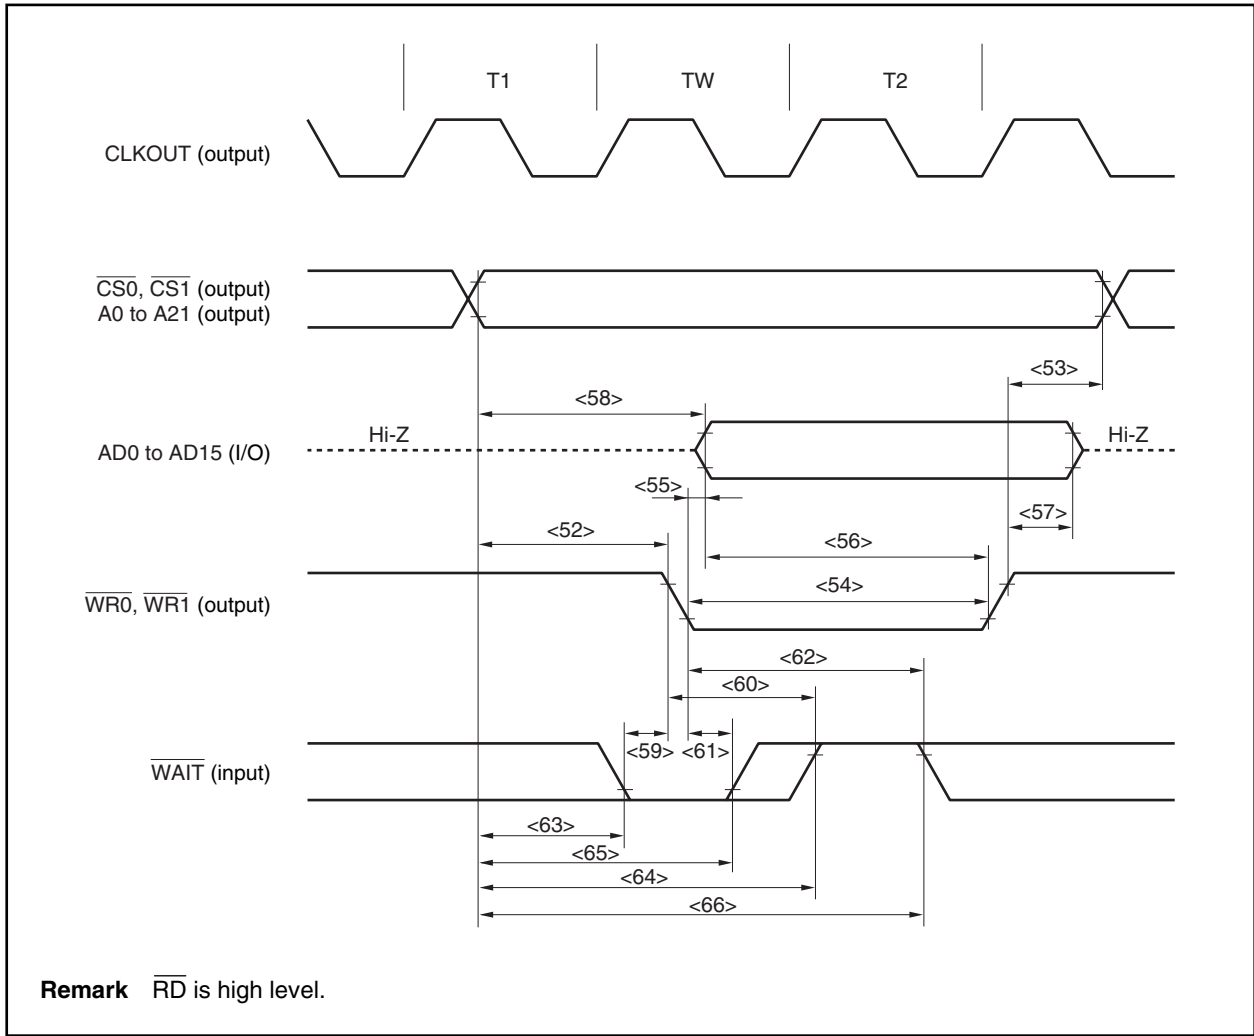 T1 TW T2
CLKOUT (output)
CS0, CS1 (output)
A0 to A21 (output)
<53>
<58>
Hi-Z Hi-Z
AD0 to AD15 (I/O)
<55>
<57>
<52>
<56>
<54>
WR0, WR1 (output)
<62>
<60>
<59> <61>
WAIT (input)
<63>
<65>
<64>
<66>
Remark RD is high level.